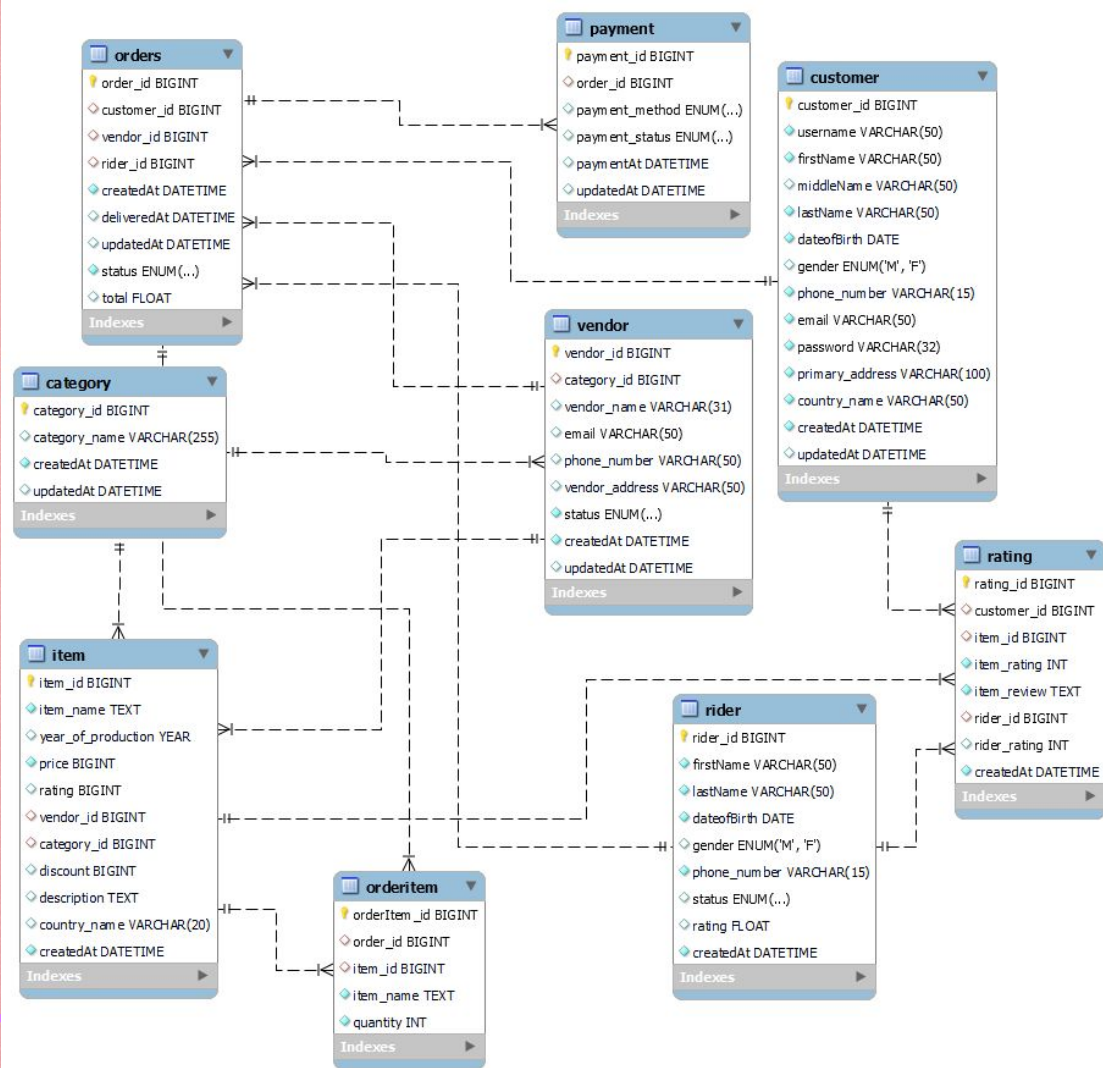 orders
order_id BIGINT
customer_id BIGINT
vendor_id BIGINT
rider_id BIGINT
createdAt DATETIME
deliveredAt DATETIME
updatedAt DATETIME
status ENUM(...)
total FLOAT
Indexes
payment
payment_id BIGINT
order_id BIGINT
payment_method ENUM(...)
payment_status ENUM(...)
paymentAt DATETIME
updatedAt DATETIME
Indexes
customer
customer_id BIGINT
username VARCHAR(50)
firstName VARCHAR(50)
middleName VARCHAR(50)
lastName VARCHAR(50)
dateofBirth DATE
gender ENUM('M', 'F')
phone_number VARCHAR(15)
email VARCHAR(50)
password VARCHAR(32)
primary_address VARCHAR(100)
country_name VARCHAR(50)
createdAt DATETIME
updatedAt DATETIME
Indexes
category
category_id BIGINT
category_name VARCHAR(255)
createdAt DATETIME
updatedAt DATETIME
Indexes
vendor
vendor_id BIGINT
category_id BIGINT
vendor_name VARCHAR(31)
email VARCHAR(50)
phone_number VARCHAR(50)
vendor_address VARCHAR(50)
status ENUM(...)
createdAt DATETIME
updatedAt DATETIME
Indexes
rating
rating_id BIGINT
customer_id BIGINT
item_id BIGINT
item_rating INT
item_review TEXT
rider_id BIGINT
rider_rating INT
createdAt DATETIME
Indexes
item
item_id BIGINT
item_name TEXT
year_of_production YEAR
price BIGINT
rating BIGINT
vendor_id BIGINT
category_id BIGINT
discount BIGINT
description TEXT
country_name VARCHAR(20)
createdAt DATETIME
Indexes
rider
rider_id BIGINT
firstName VARCHAR(50)
lastName VARCHAR(50)
dateofBirth DATE
gender ENUM('M', 'F')
phone_number VARCHAR(15)
status ENUM(...)
rating FLOAT
createdAt DATETIME
Indexes
orderitem
orderItem_id BIGINT
order_id BIGINT
item_id BIGINT
item_name TEXT
quantity INT
Indexes